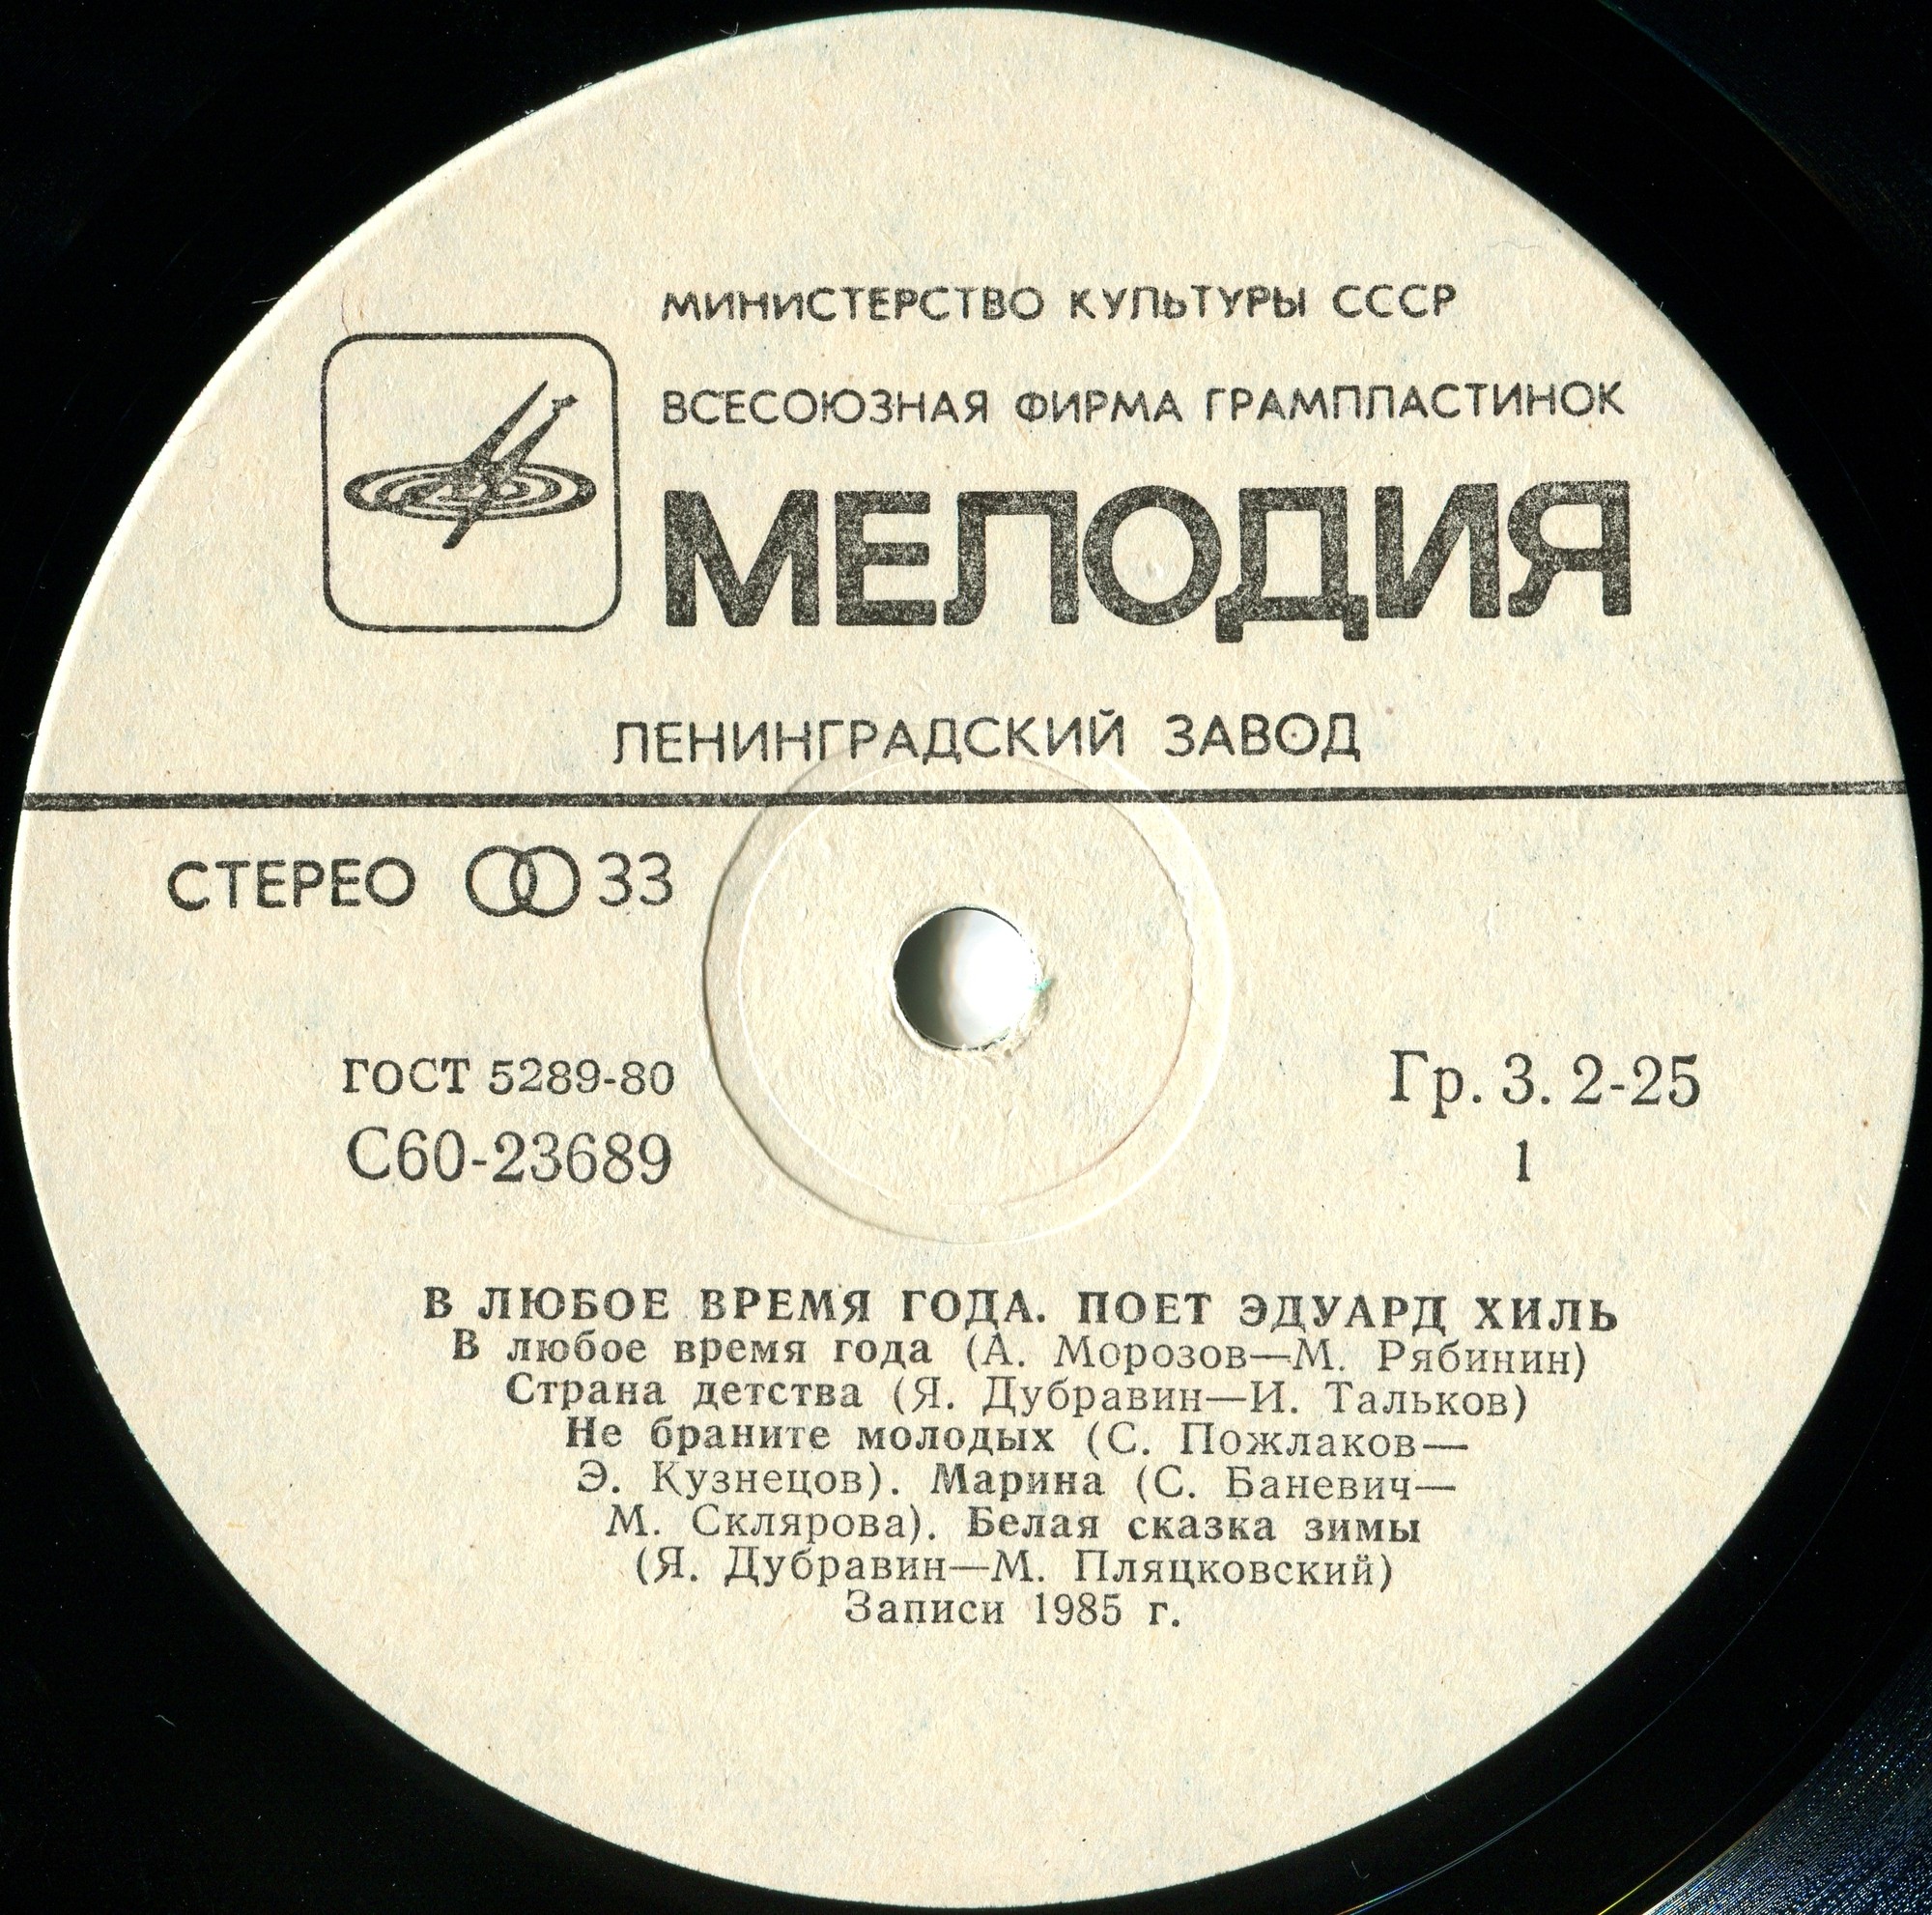 МИНИСТЕРСТВО КУЛЬТУРЫ СССР
ВСЕСОЮЗНАЯ ФИРМА ГРАМПЛАСТИНОК
МЕЛОДИЯ
ЛЕНИНГРАДСКИЙ ЗАВОД
СТЕРЕО 33
ГОСТ 5289-80
С60-23689
Гр. 3. 2-25
1
В ЛЮБОЕ ВРЕМЯ ГОДА. ПОЕТ ЭДУАРД ХИЛЬ
В любое время года (А. Морозов—М. Рябинин)
Страна детства (Я. Дубравин—И. Тальков)
Не браните молодых (С. Пожлаков—
Э. Кузнецов). Марина (С. Баневич—
М. Склярова). Белая сказка зимы
(Я. Дубравин—М. Пляцковский)
Записи 1985 г.